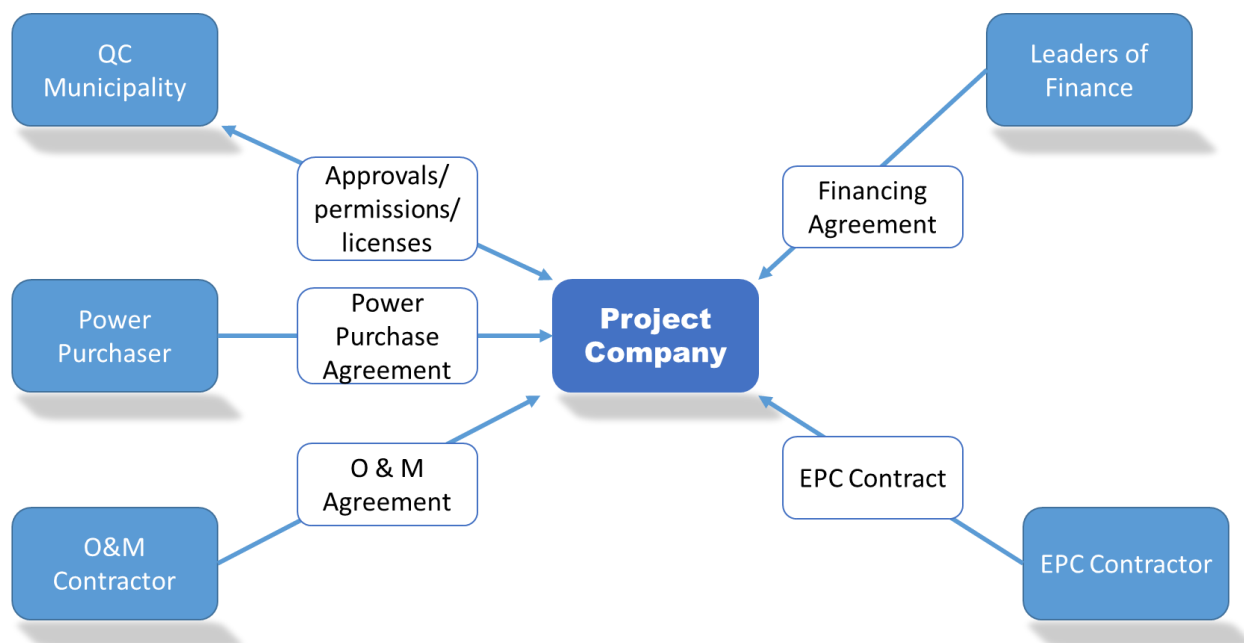 QC
Municipality
Leaders of
Finance
Approvals/
permissions/
licenses
Financing
Agreement
Power
Purchaser
Power
Purchase
Agreement
Project
Company
O & M
Agreement
EPC Contract
O&M
Contractor
EPC Contractor